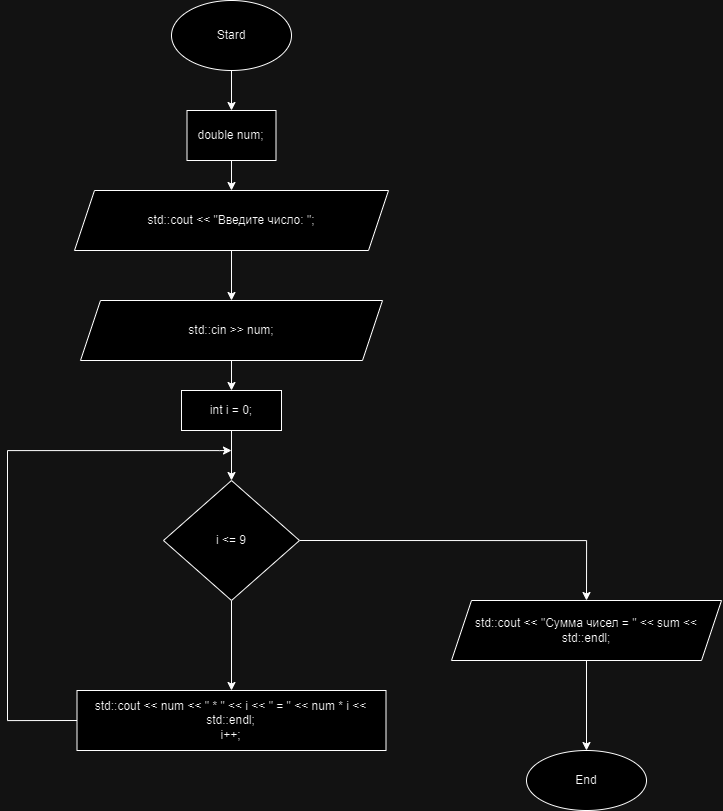 Stard
double num;
std::cout << "Введите число: ";
std::cin >> num;
int i = 0;
i <= 9
std::cout << "Сумма чисел = " << sum <<
std::endl;
std::cout << num << " * " << i << " = " << num * i <<
std::endl;
i++;
End